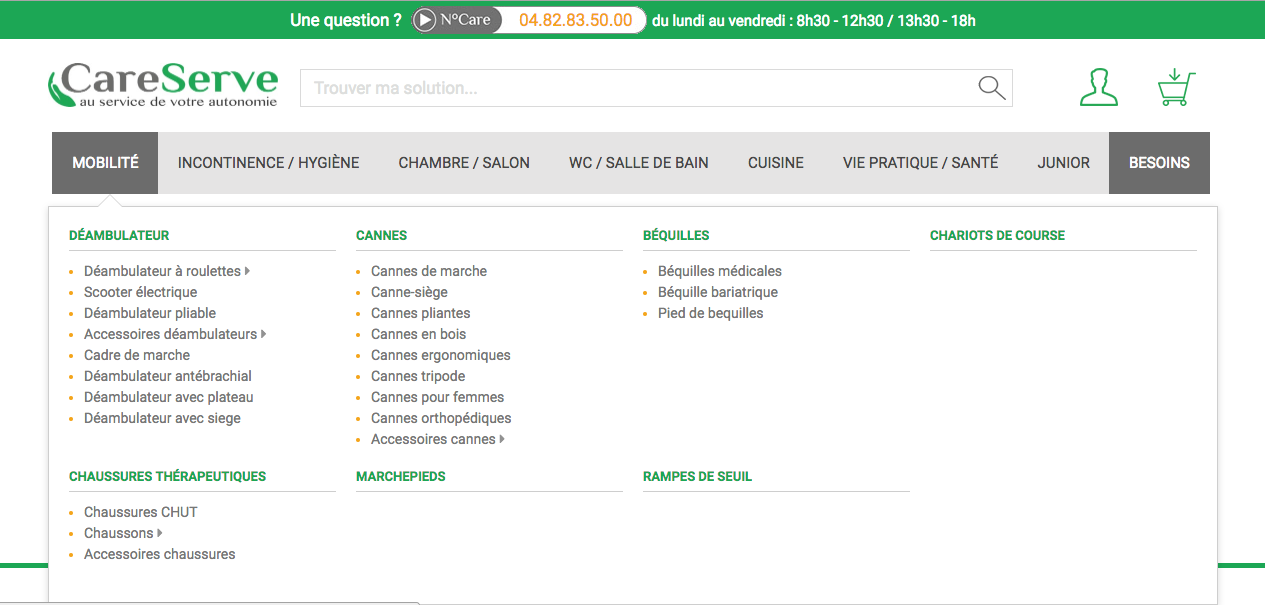 Une question ? N°Care 04.82.83.50.00 du lundi au vendredi : 8h30 - 12h30 / 13h30 - 18h
CareServe
au service de votre autonomie
Trouver ma solution...
MOBILITÉ INCONTINENCE / HYGIÈNE CHAMBRE / SALON WC / SALLE DE BAIN CUISINE VIE PRATIQUE / SANTÉ JUNIOR BESOINS
DÉAMBULATEUR
Déambulateur à roulettes
Scooter électrique
Déambulateur pliable
Accessoires déambulateurs
Cadre de marche
Déambulateur antébrachial
Déambulateur avec plateau
Déambulateur avec siege
CANNES
Cannes de marche
Canne-siège
Cannes pliantes
Cannes en bois
Cannes ergonomiques
Cannes tripode
Cannes pour femmes
Cannes orthopédiques
Accessoires cannes
BÉQUILLES
Béquilles médicales
Béquille bariatrique
Pied de bequilles
CHARIOTS DE COURSE
CHAUSSURES THÉRAPEUTIQUES
Chaussures CHUT
Chaussons
Accessoires chaussures
MARCHEPIEDS
RAMPES DE SEUIL